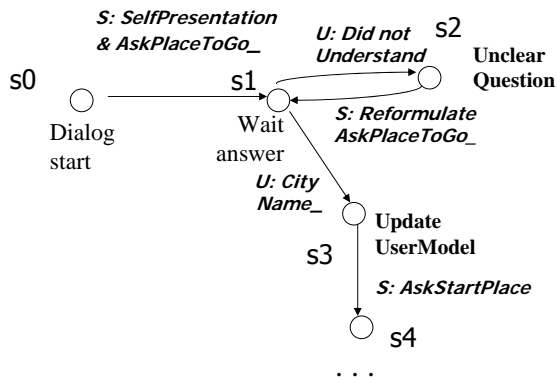 S: SelfPresentation
& AskPlaceToGo_
U: Did not
Understand
s2
Unclear
Question
s0
s1
Dialog
start
Wait
answer
S: Reformulate
AskPlaceToGo_
U: City
Name_
Update
UserModel
s3
S: AskStartPlace
s4
. . .